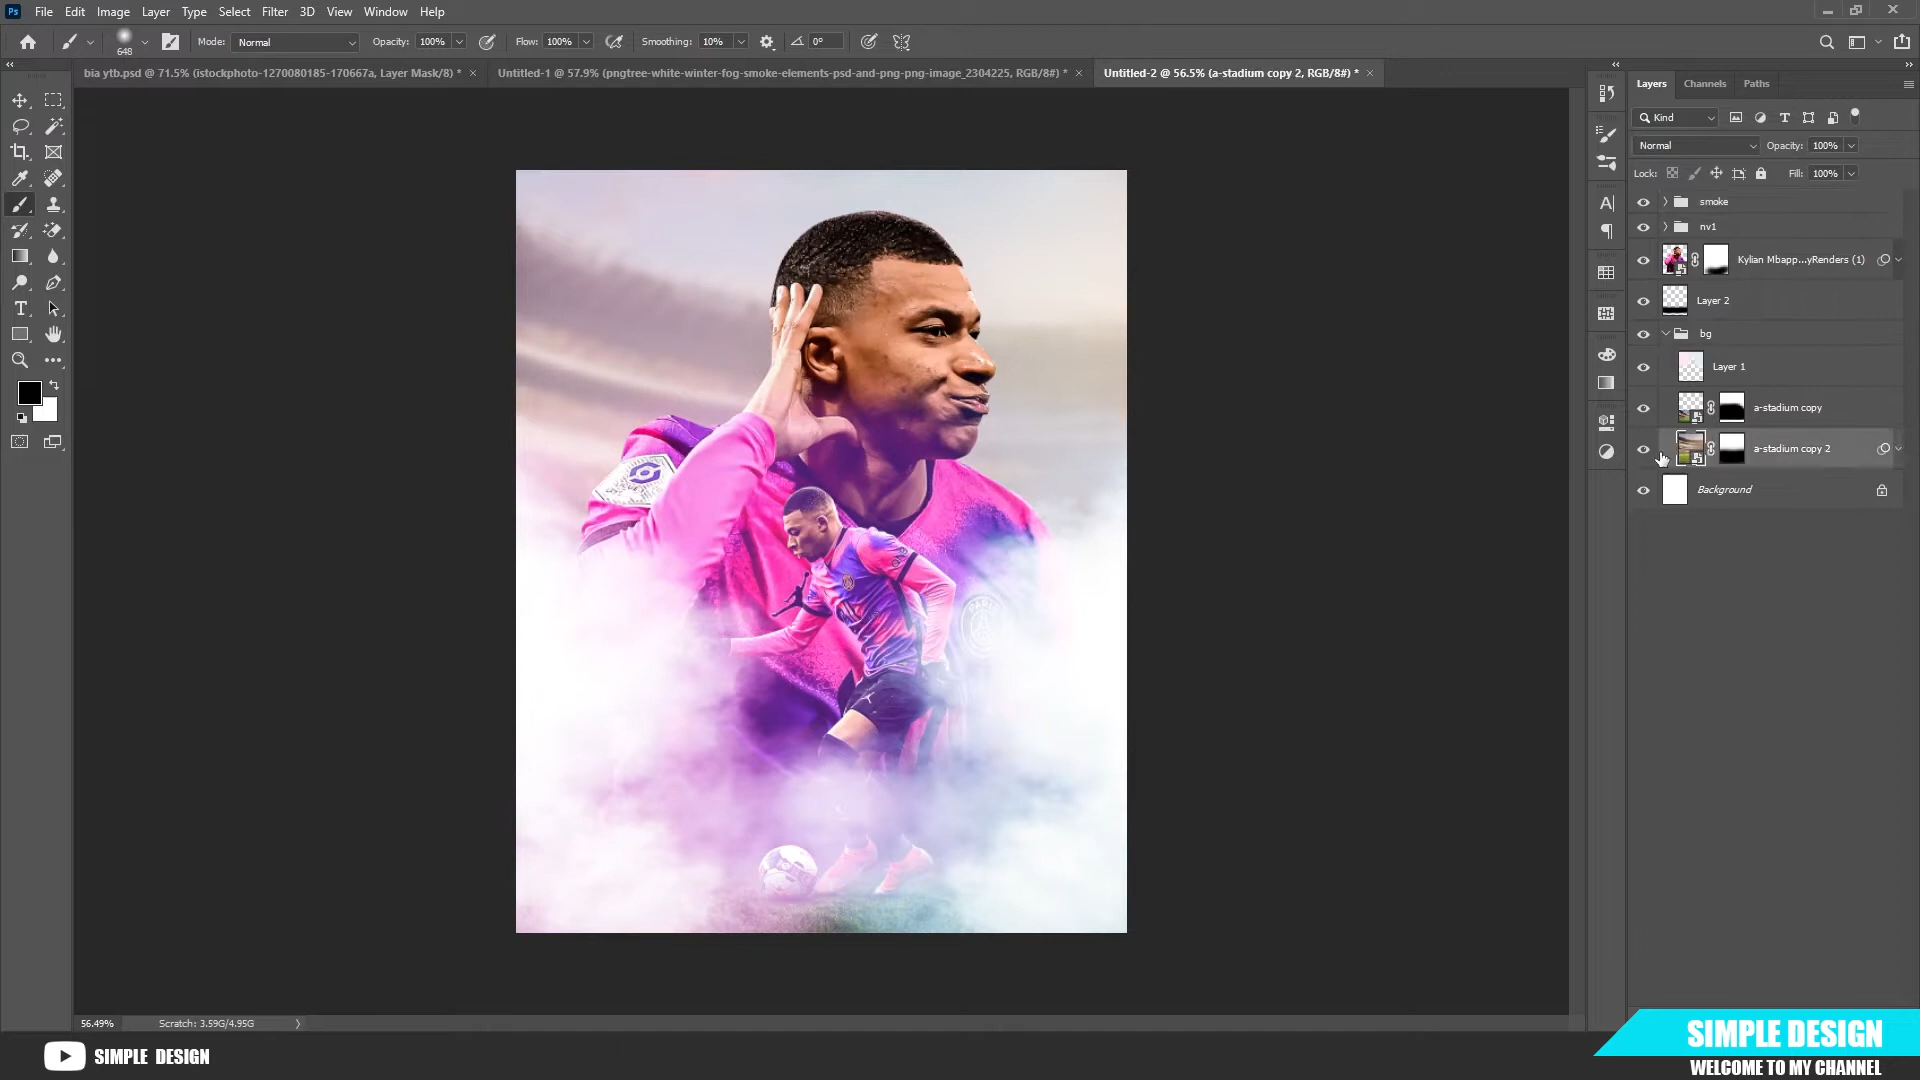 Ps File Edit Image Layer Type Select Filter 3D View Window Help
648 Mode: Normal Opacity: 100% Flow: 100% Smoothing: 10% 0°
bia ytb.psd @ 71.5% (istockphoto-1270080185-170667a, Layer Mask/8) * Untitled-1 @ 57.9% (pngtree-white-winter-fog-smoke-elements-psd-and-png-png-image_2304225, RGB/8#) * Untitled-2 @ 56.5% (a-stadium copy 2, RGB/8#) *
Layers Channels Paths
Kind
Normal Opacity: 100%
Lock: Fill: 100%
smoke
nv1
Kylian Mbapp...yRenders (1)
Layer 2
bg
Layer 1
a-stadium copy
a-stadium copy 2
Background
PARIS
56.49% Scratch: 3.59G/4.95G
SIMPLE DESIGN
SIMPLE DESIGN
WELCOME TO MY CHANNEL